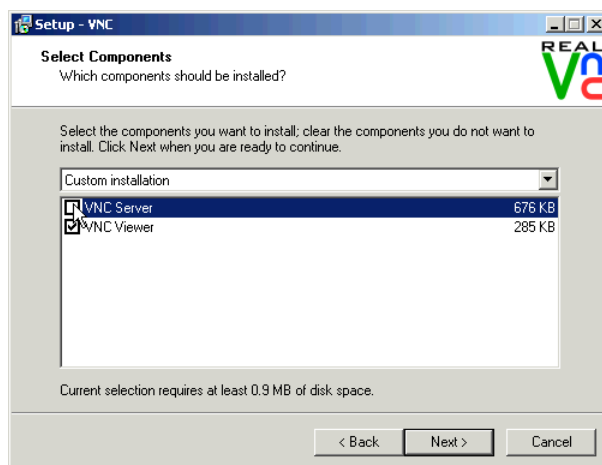 Setup - VNC
Select Components
Which components should be installed?
REAL
VNC
Select the components you want to install; clear the components you do not want to
install. Click Next when you are ready to continue.
Custom installation
VNC Server 676 KB
VNC Viewer 285 KB
Current selection requires at least 0.9 MB of disk space.
< Back Next > Cancel